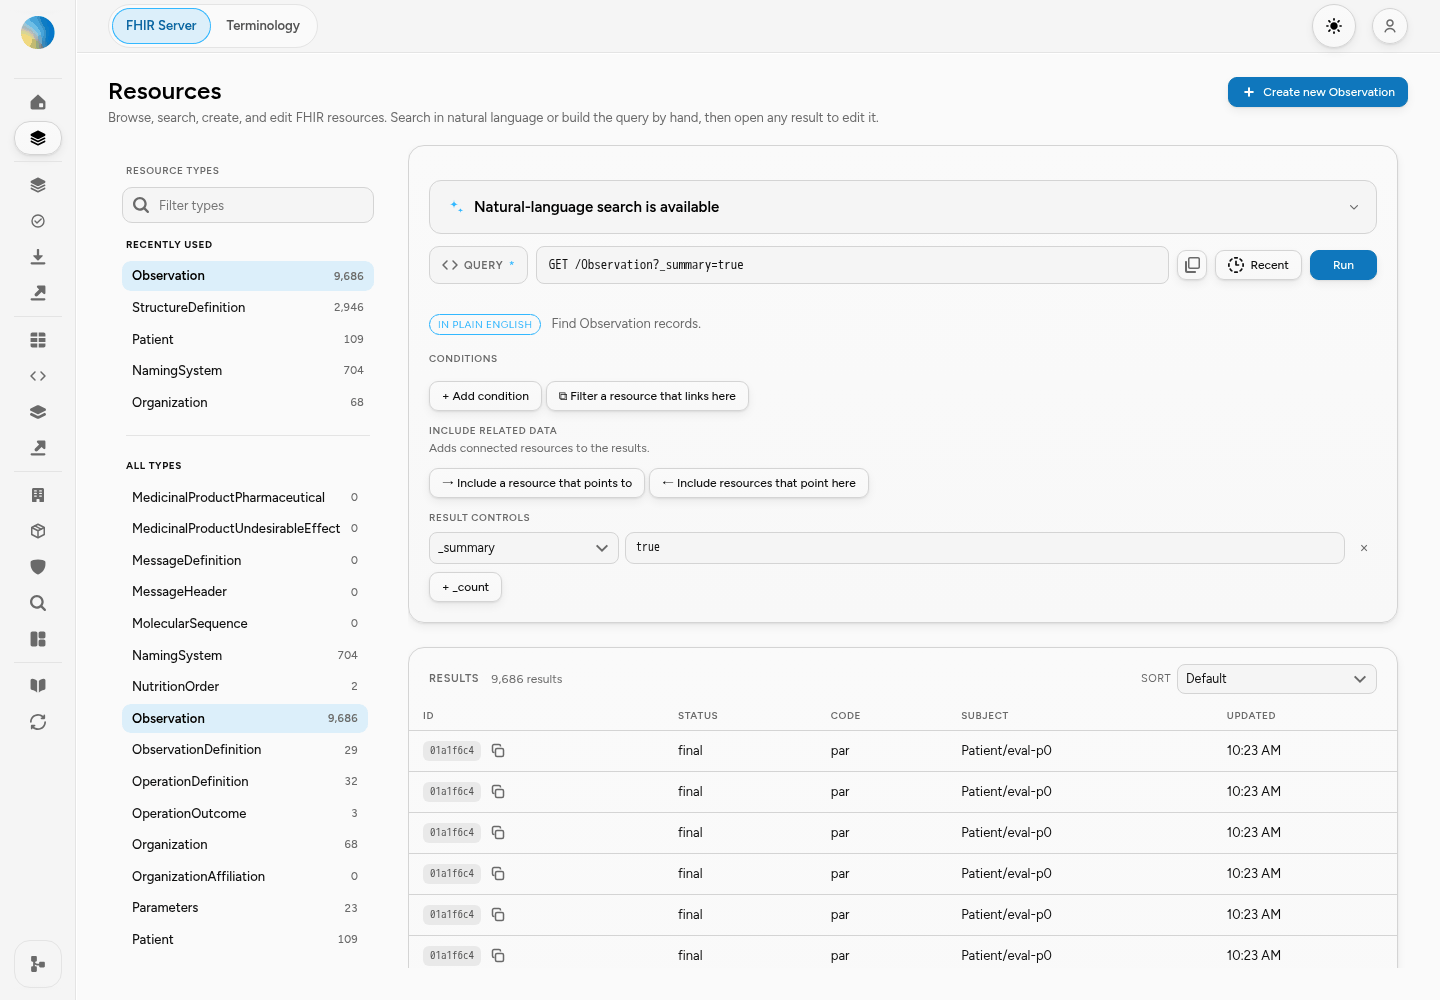 FHIR Server
Terminology
Resources
Browse, search, create, and edit FHIR resources. Search in natural language or build the query by hand, then open any result to edit it.
Create new Observation
RESOURCE TYPES
Filter types
RECENTLY USED
Observation 9,686
StructureDefinition 2,946
Patient 109
NamingSystem 704
Organization 68
ALL TYPES
MedicinalProductPharmaceutical 0
MedicinalProductUndesirableEffect 0
MessageDefinition 0
MessageHeader 0
MolecularSequence 0
NamingSystem 704
NutritionOrder 2
Observation 9,686
ObservationDefinition 29
OperationDefinition 32
OperationOutcome 3
Organization 68
OrganizationAffiliation 0
Parameters 23
Patient 109
Natural-language search is available
QUERY *
GET /Observation?_summary=true
Recent
Run
IN PLAIN ENGLISH Find Observation records.
CONDITIONS
+ Add condition
⧉ Filter a resource that links here
INCLUDE RELATED DATA
Adds connected resources to the results.
→ Include a resource that points to
← Include resources that point here
RESULT CONTROLS
_summary
true
×
+ _count
RESULTS 9,686 results
SORT Default
ID STATUS CODE SUBJECT UPDATED
01a1f6c4 final par Patient/eval-p0 10:23 AM
01a1f6c4 final par Patient/eval-p0 10:23 AM
01a1f6c4 final par Patient/eval-p0 10:23 AM
01a1f6c4 final par Patient/eval-p0 10:23 AM
01a1f6c4 final par Patient/eval-p0 10:23 AM
01a1f6c4 final par Patient/eval-p0 10:23 AM